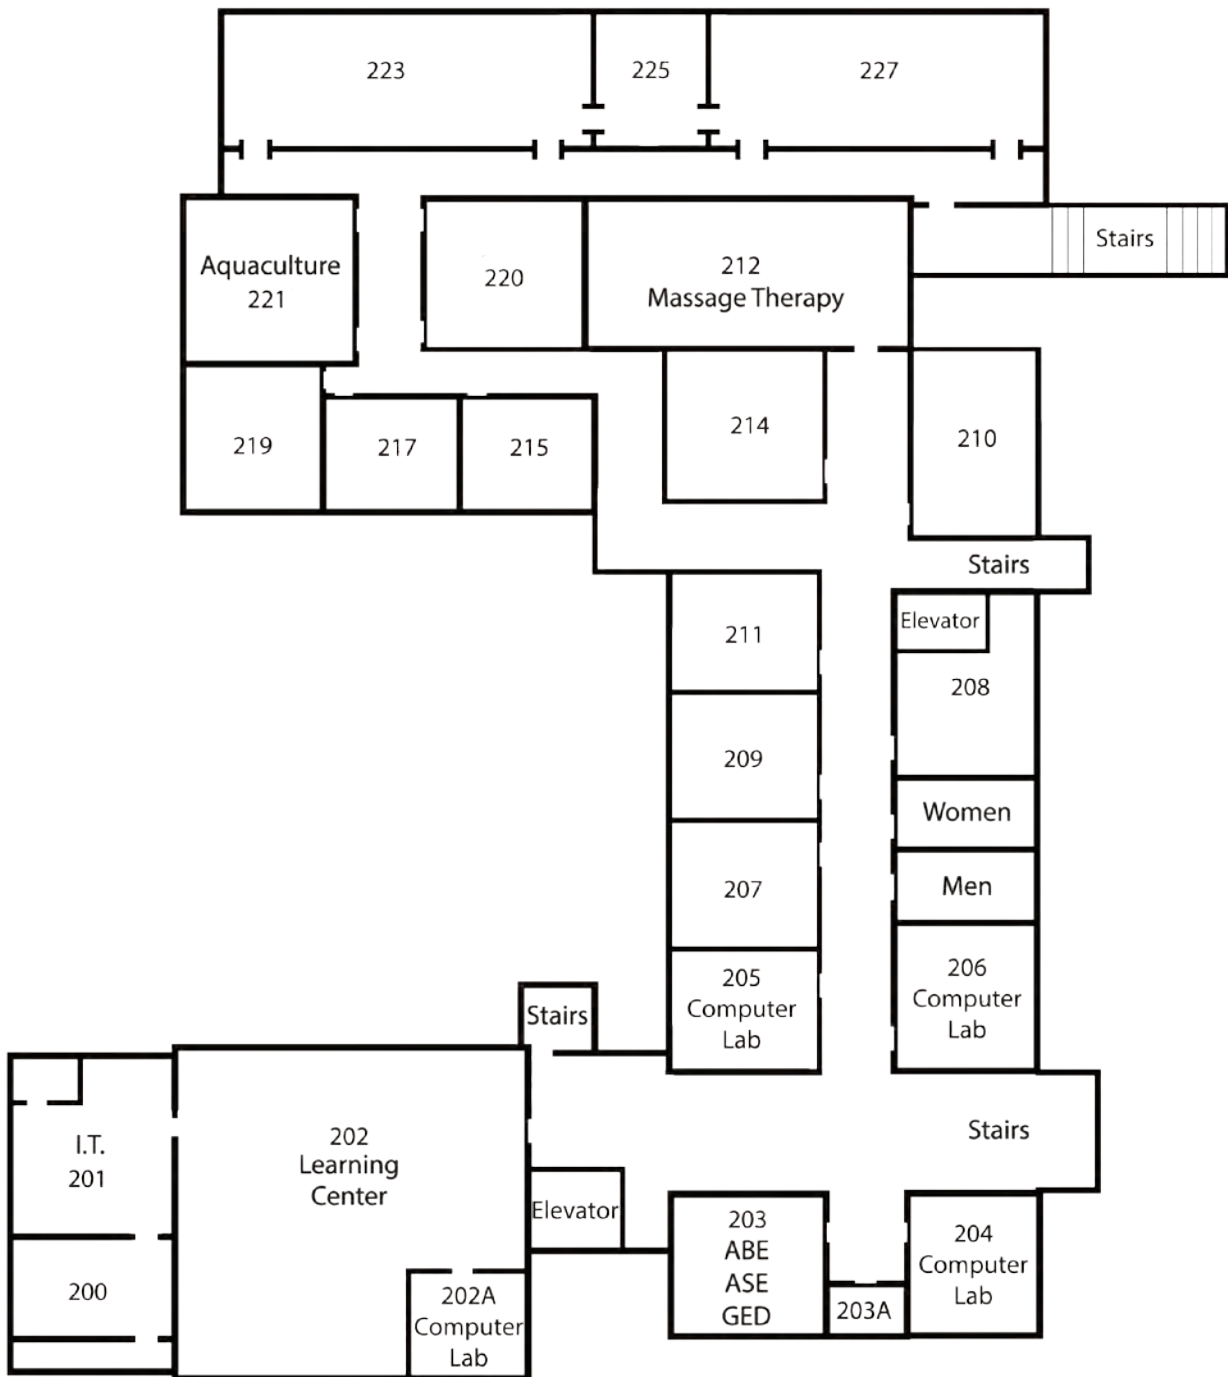 223
225
227
Stairs
Aquaculture
221
220
212
Massage Therapy
219
217
215
214
210
Stairs
Elevator
211
208
209
Women
207
Men
205
Computer
Lab
206
Computer
Lab
Stairs
I.T.
201
202
Learning
Center
Stairs
Elevator
203
ABE
ASE
GED
204
Computer
Lab
200
202A
Computer
Lab
203A